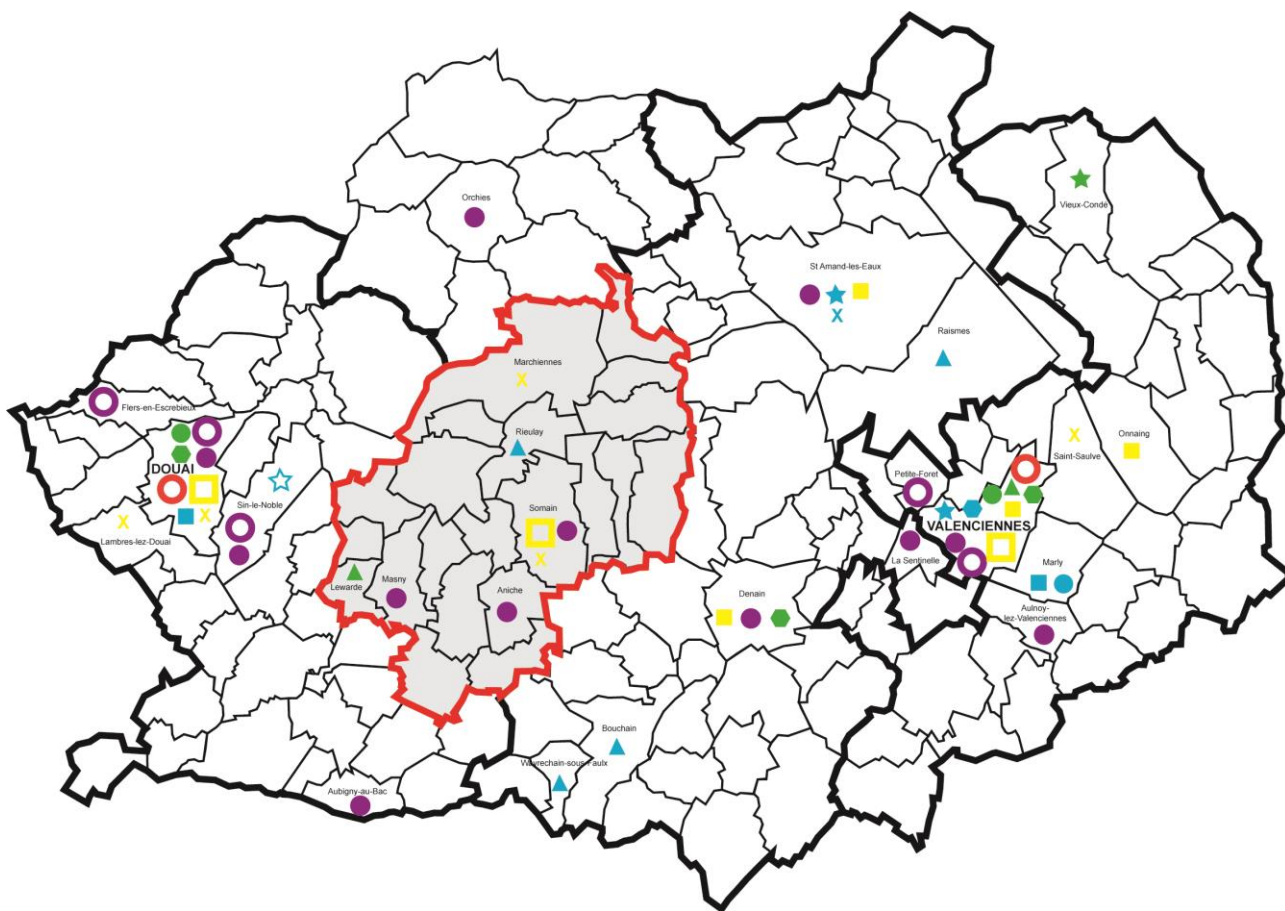 Vieux-Condé
Orchies
St Amand-les-Eaux
X
Raismes
Marchiennes
X
Flers-en-Escrebieux
Rieulay
X
Onnaing
Saint-Saulve
DOUAI
Petite-Foret
Sin-le-Noble
Somain
X
X
Lambres-lez-Douai
X
VALENCIENNES
La Sentinelle
Marly
Lewarde
Masny
Aniche
Denain
Aulnoy-
lez-Valenciennes
Bouchain
Wavrechain-sous-Faulx
Aubigny-au-Bac